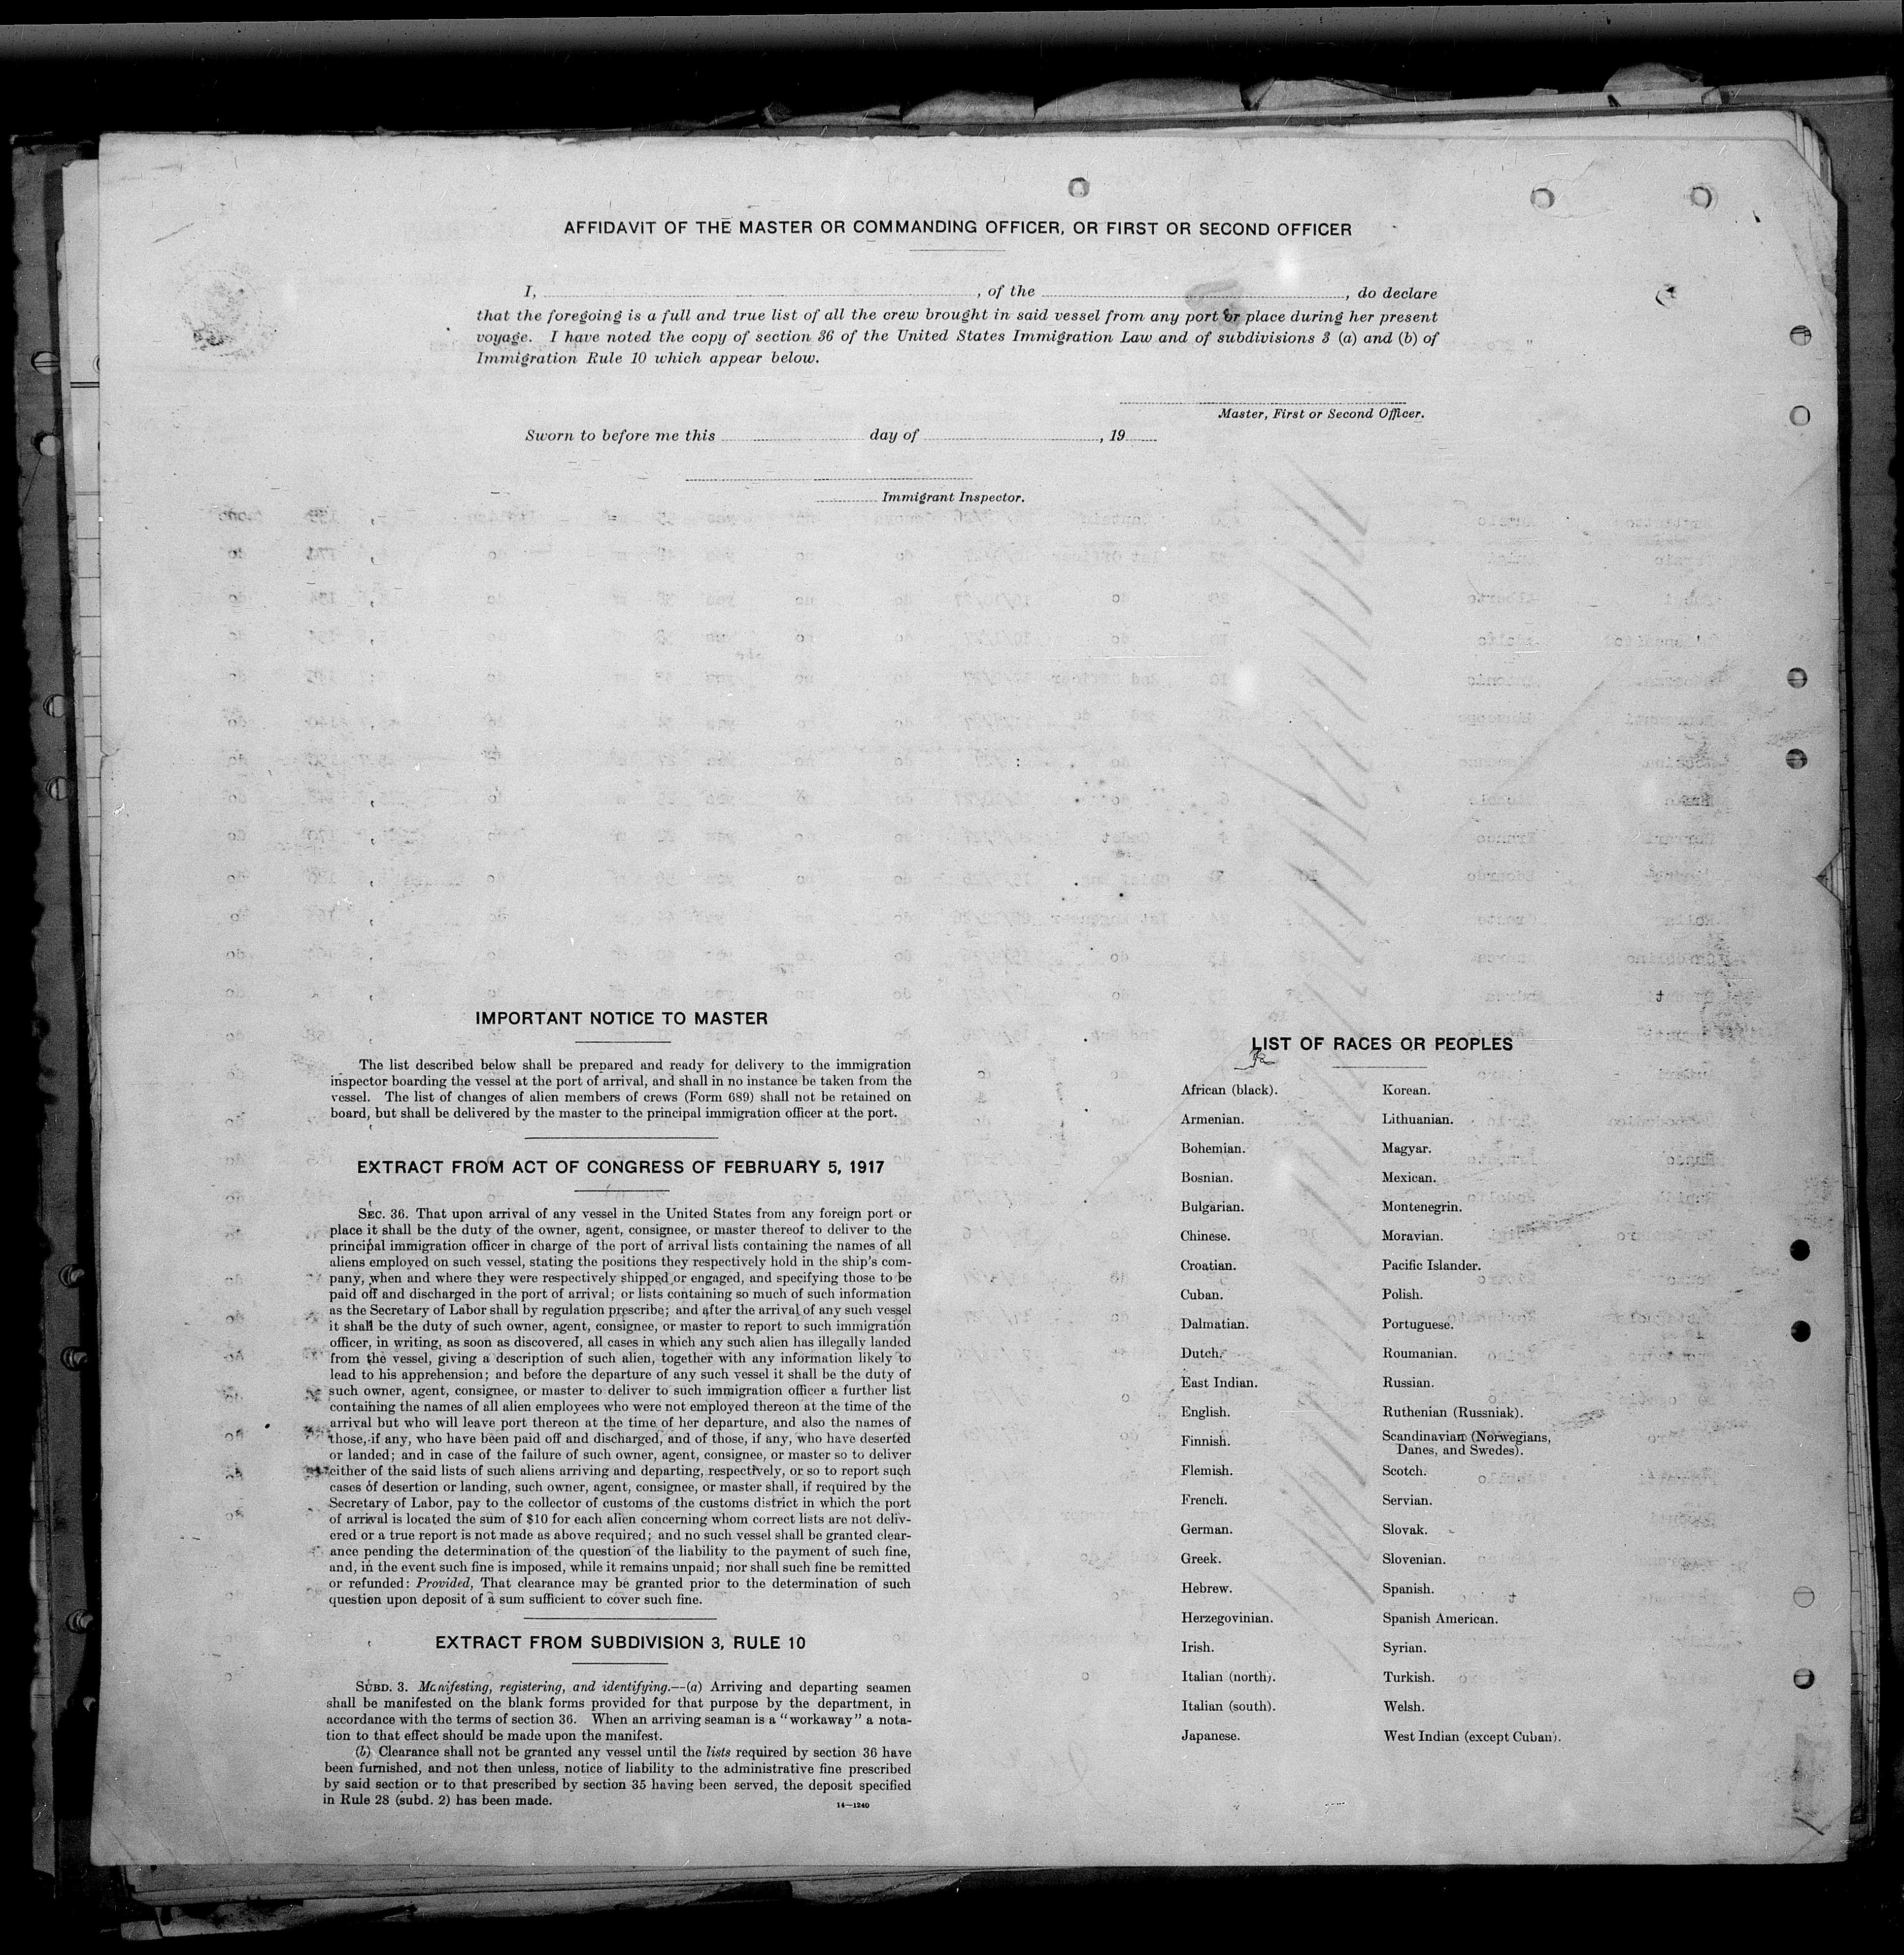 AFFIDAVIT OF THE MASTER OR COMMANDING OFFICER, OR FIRST OR SECOND OFFICER
I, , of the , do declare
that the foregoing is a full and true list of all the crew brought in said vessel from any port or place during her present
voyage. I have noted the copy of section 36 of the United States Immigration Law and of subdivisions 3 (a) and (b) of
Immigration Rule 10 which appear below.
Master, First or Second Officer.
Sworn to before me this day of , 19
Immigrant Inspector.
IMPORTANT NOTICE TO MASTER
The list described below shall be prepared and ready for delivery to the immigration
inspector boarding the vessel at the port of arrival, and shall in no instance be taken from the
vessel. The list of changes of alien members of crews (Form 689) shall not be retained on
board, but shall be delivered by the master to the principal immigration officer at the port.
EXTRACT FROM ACT OF CONGRESS OF FEBRUARY 5, 1917
SEC. 36. That upon arrival of any vessel in the United States from any foreign port or
place it shall be the duty of the owner, agent, consignee, or master thereof to deliver to the
principal immigration officer in charge of the port of arrival lists containing the names of all
aliens employed on such vessel, stating the positions they respectively hold in the ship's com-
pany, when and where they were respectively shipped or engaged, and specifying those to be
paid off and discharged in the port of arrival; or lists containing so much of such information
as the Secretary of Labor shall by regulation prescribe; and after the arrival of any such vessel
it shall be the duty of such owner, agent, consignee, or master to report to such immigration
officer, in writing, as soon as discovered, all cases in which any such alien has illegally landed
from the vessel, giving a description of such alien, together with any information likely to
lead to his apprehension; and before the departure of any such vessel it shall be the duty of
such owner, agent, consignee, or master to deliver to such immigration officer a further list
containing the names of all alien employees who were not employed thereon at the time of the
arrival but who will leave port thereon at the time of her departure, and also the names of
those, if any, who have been paid off and discharged, and of those, if any, who have deserted
or landed; and in case of the failure of such owner, agent, consignee, or master so to deliver
either of the said lists of such aliens arriving and departing, respectively, or so to report such
cases of desertion or landing, such owner, agent, consignee, or master shall, if required by the
Secretary of Labor, pay to the collector of customs of the customs district in which the port
of arrival is located the sum of $10 for each alien concerning whom correct lists are not deliv-
ered or a true report is not made as above required; and no such vessel shall be granted clear-
ance pending the determination of the question of the liability to the payment of such fine,
and, in the event such fine is imposed, while it remains unpaid; nor shall such fine be remitted
or refunded: Provided, That clearance may be granted prior to the determination of such
question upon deposit of a sum sufficient to cover such fine.
EXTRACT FROM SUBDIVISION 3, RULE 10
SUBD. 3. Manifesting, registering, and identifying.—(a) Arriving and departing seamen
shall be manifested on the blank forms provided for that purpose by the department, in
accordance with the terms of section 36. When an arriving seaman is a "workaway" a nota-
tion to that effect should be made upon the manifest.
(b) Clearance shall not be granted any vessel until the lists required by section 36 have
been furnished, and not then unless, notice of liability to the administrative fine prescribed
by said section or to that prescribed by section 35 having been served, the deposit specified
in Rule 28 (subd. 2) has been made.
14—1240
LIST OF RACES OR PEOPLES
African (black).
Armenian.
Bohemian.
Bosnian.
Bulgarian.
Chinese.
Croatian.
Cuban.
Dalmatian.
Dutch.
East Indian.
English.
Finnish.
Flemish.
French.
German.
Greek.
Hebrew.
Herzegovinian.
Irish.
Italian (north).
Italian (south).
Japanese.
Korean.
Lithuanian.
Magyar.
Mexican.
Montenegrin.
Moravian.
Pacific Islander.
Polish.
Portuguese.
Roumanian.
Russian.
Ruthenian (Russniak).
Scandinavian (Norwegians,
Danes, and Swedes).
Scotch.
Servian.
Slovak.
Slovenian.
Spanish.
Spanish American.
Syrian.
Turkish.
Welsh.
West Indian (except Cuban).